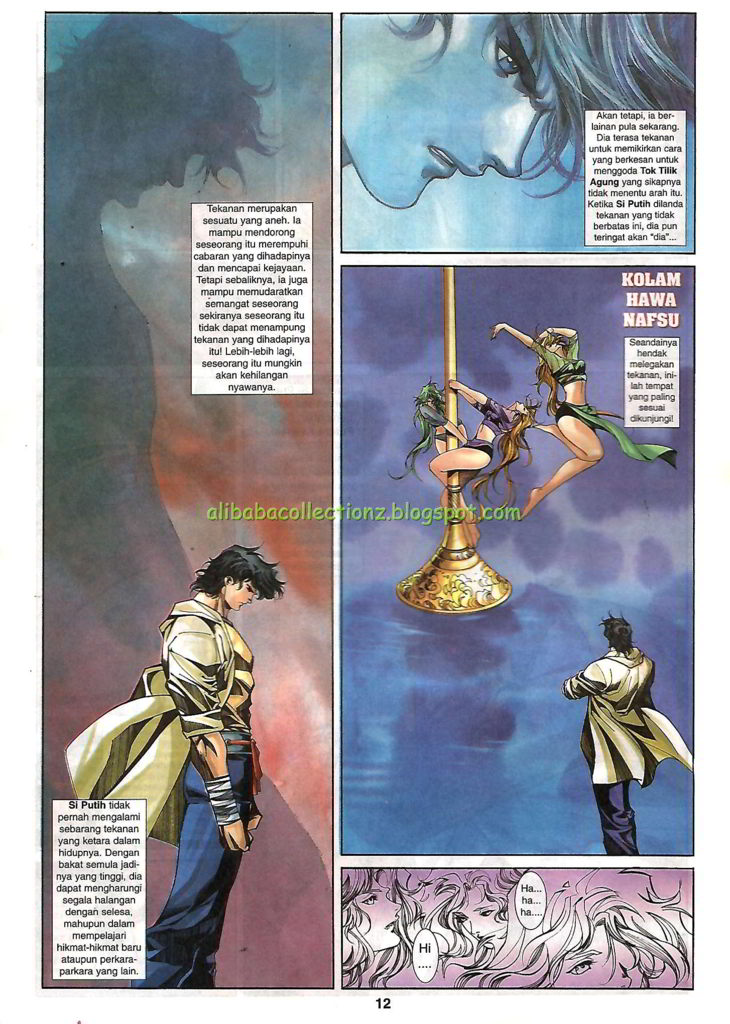 Tekanan merupakan
sesuatu yang aneh. Ia
mampu mendorong
seseorang itu merempuhi
cabaran yang dihadapinya
dan mencapai kejayaan.
Tetapi sebaliknya, ia juga
mampu memudaratkan
semangat seseorang
sekiranya seseorang itu
tidak dapat menampung
tekanan yang dihadapinya
itu! Lebih-lebih lagi,
seseorang itu mungkin
akan kehilangan
nyawanya.
Si Putih tidak
pernah mengalami
sebarang tekanan
yang ketara dalam
hidupnya. Dengan
bakat semula jadi-
nya yang tinggi, dia
dapat mengharungi
segala halangan
dengan selesa,
mahupun dalam
mempelajari
hikmat-hikmat baru
ataupun perkara-
parkara yang lain.
Akan tetapi, ia ber-
lainan pula sekarang.
Dia terasa tekanan
untuk memikirkan cara
yang berkesan untuk
menggoda Tok Tilik
Agung yang sikapnya
tidak menentu arah itu.
Ketika Si Putih dilanda
tekanan yang tidak
berbatas ini, dia pun
teringat akan "dia"...
KOLAM
HAWA
NAFSU
Seandainya
hendak
melegakan
tekanan, ini-
lah tempat
yang paling
sesuai
dikunjungi!
alibabacollectionz.blogspot.com
Ha...
ha...
ha....
Hi
....
12